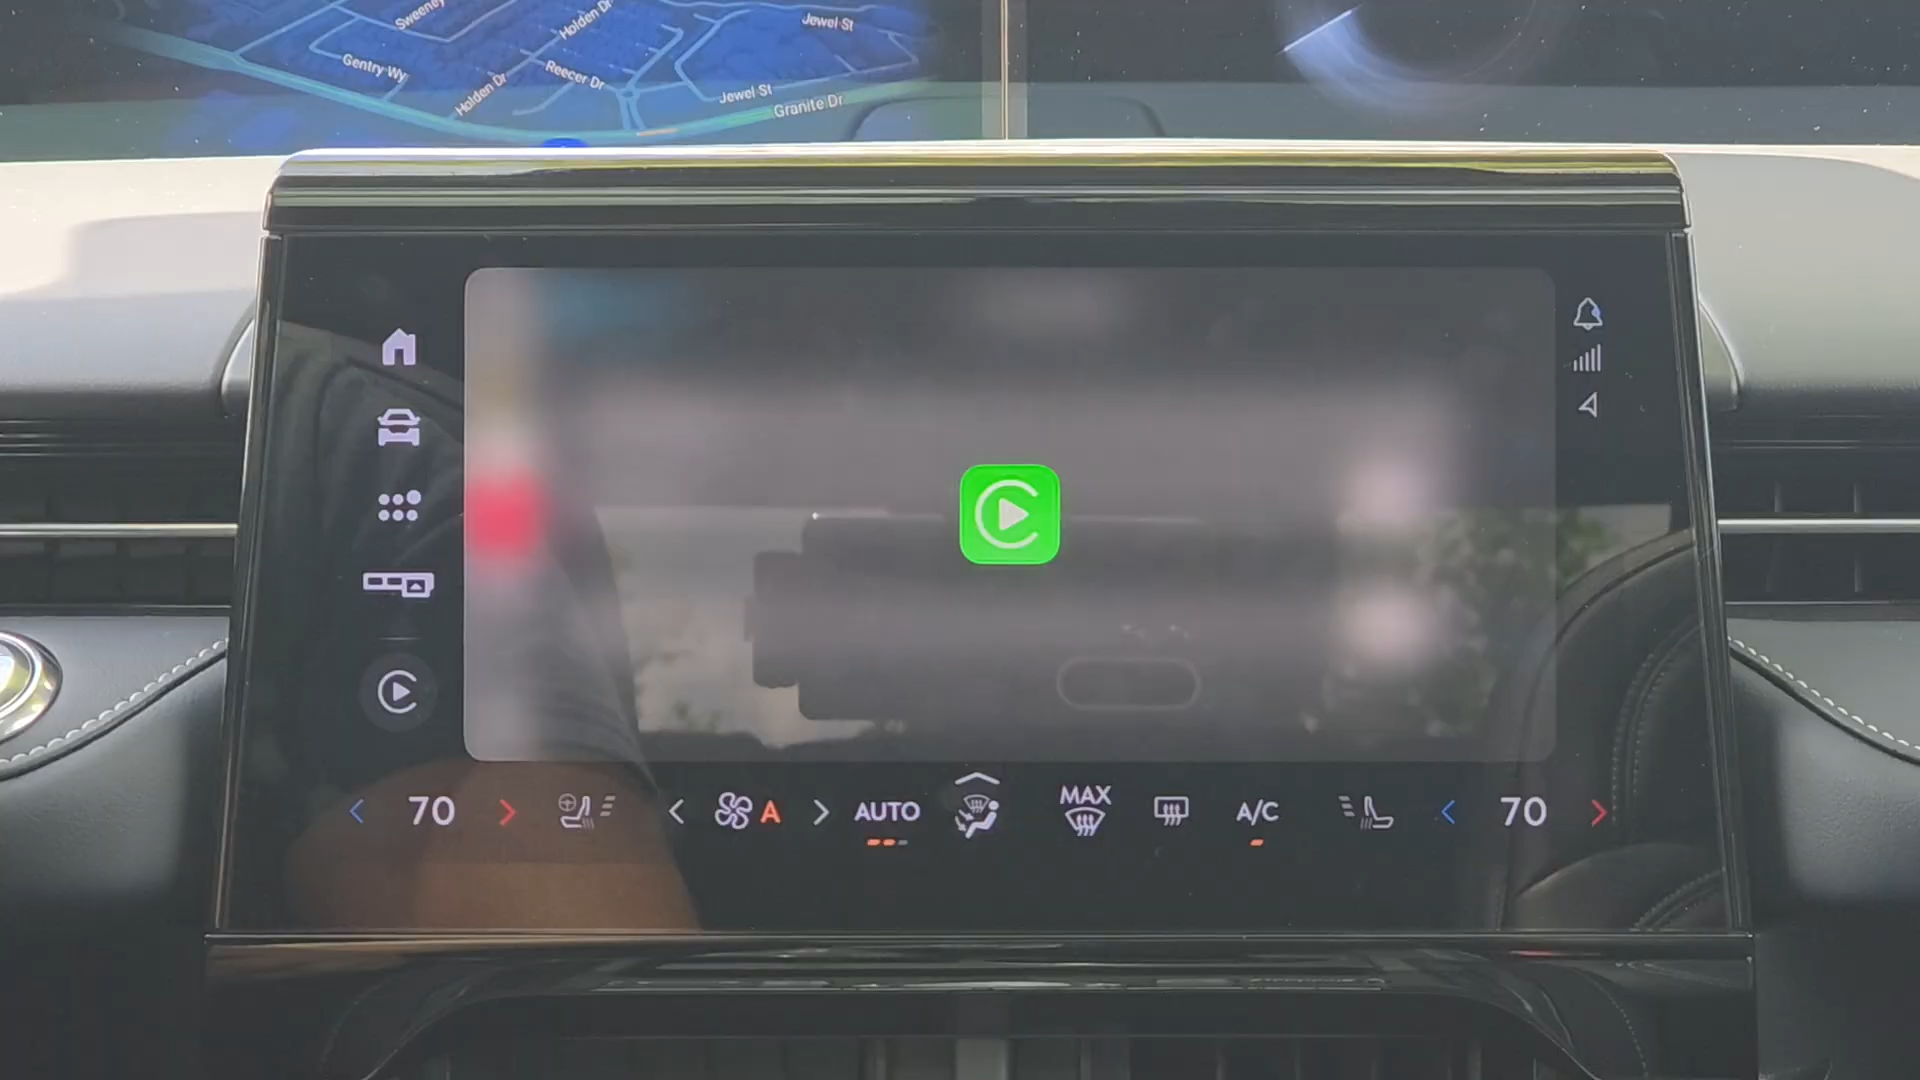 Sweeney
Holden Dr
Jewel St
Gentry Wy
Reecer Dr
Holden Dr
Jewel St
Granite Dr
70
A
AUTO
MAX
A/C
70